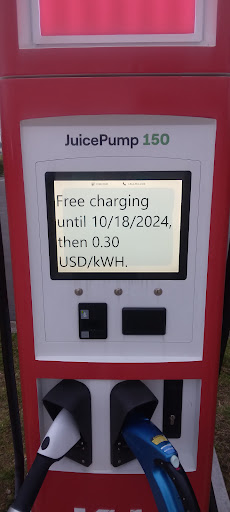 JuicePump 150
Free charging
until 10/18/2024,
then 0.30
USD/kWH.